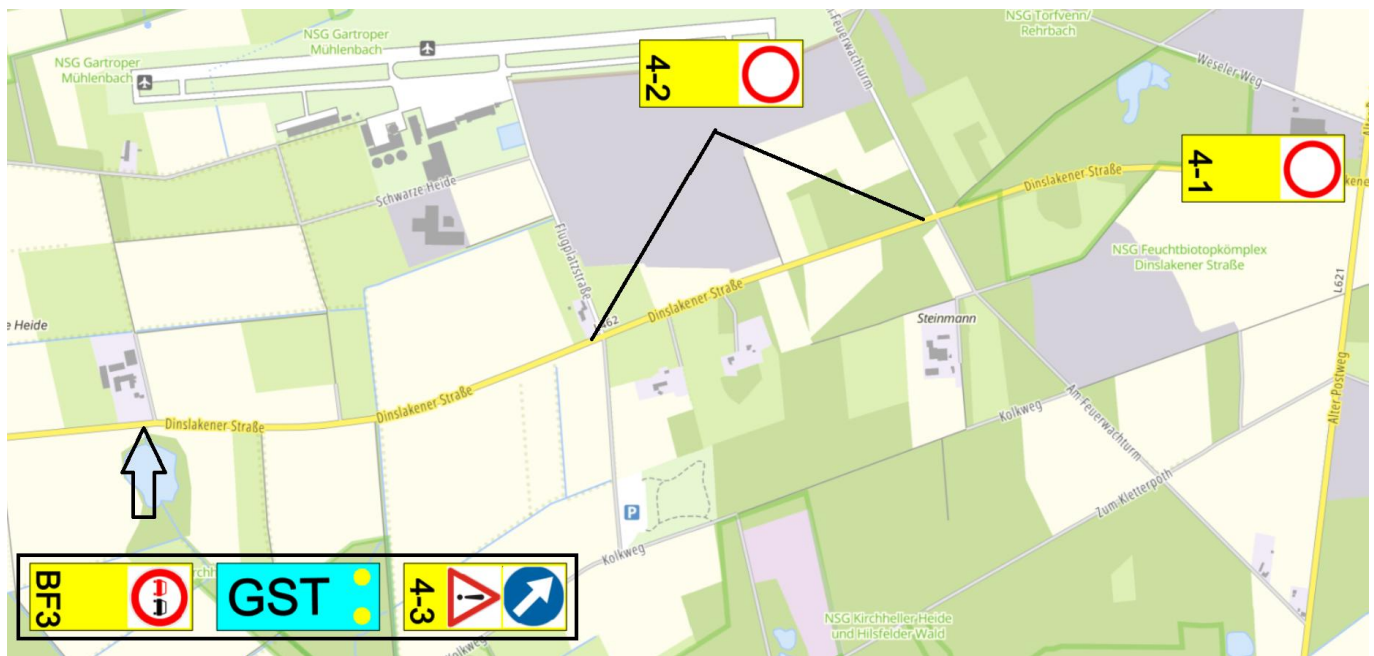 NSG Gartroper
Mühlenbach
NSG Gartroper
Mühlenbach
NSG Torfvenn/
Rehrbach
-Feuerwachturm
Weseler Weg
4-2
4-1
Dinslakener Straße
Schwarze Heide
Flugplatzstraße
NSG Feuchtbiotopkömplex
Dinslakener Straße
L621
Dinslakener Straße
Steinmann
e Heide
Dinslakener Straße
Dinslakener Straße
Alter Postweg
Kolkweg
Am Feuerwachturm
Zum Kletterpoth
P
Kolkweg
BF3
GST
4-3
NSG Kirchheller Heide
und Hilsfelder Wald